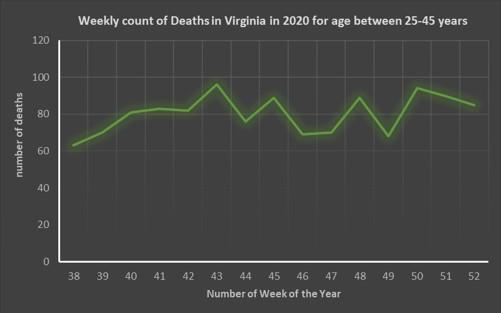 Weekly count of Deaths in Virginia in 2020 for age between 25-45 years
120
100
80
60
40
20
0
number of deaths
38 39 40 41 42 43 44 45 46 47 48 49 50 51 52
Number of Week of the Year